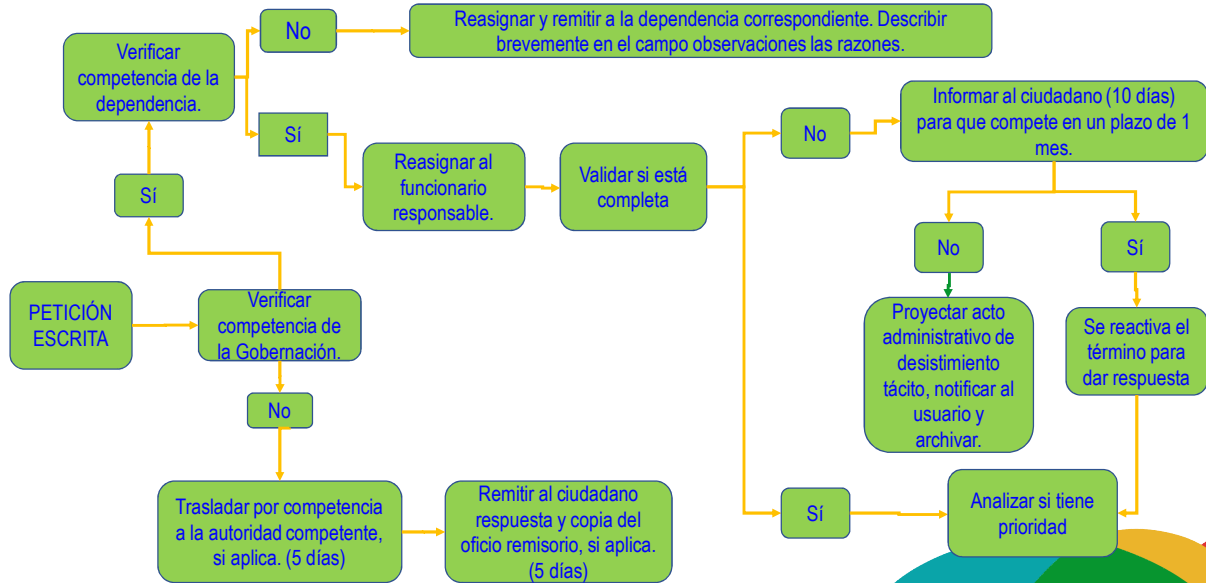 PETICIÓN
ESCRITA
Verificar
competencia de
la Gobernación.
Sí
Verificar
competencia de la
dependencia.
No
Reasignar y remitir a la dependencia correspondiente. Describir
brevemente en el campo observaciones las razones.
Sí
Reasignar al
funcionario
responsable.
Validar si está
completa
No
Informar al ciudadano (10 días)
para que compete en un plazo de 1
mes.
No
Proyectar acto
administrativo de
desistimiento
tácito, notificar al
usuario y
archivar.
Sí
Se reactiva el
término para
dar respuesta
Sí
Analizar si tiene
prioridad
No
Trasladar por competencia
a la autoridad competente,
si aplica. (5 días)
Remitir al ciudadano
respuesta y copia del
oficio remisorio, si aplica.
(5 días)